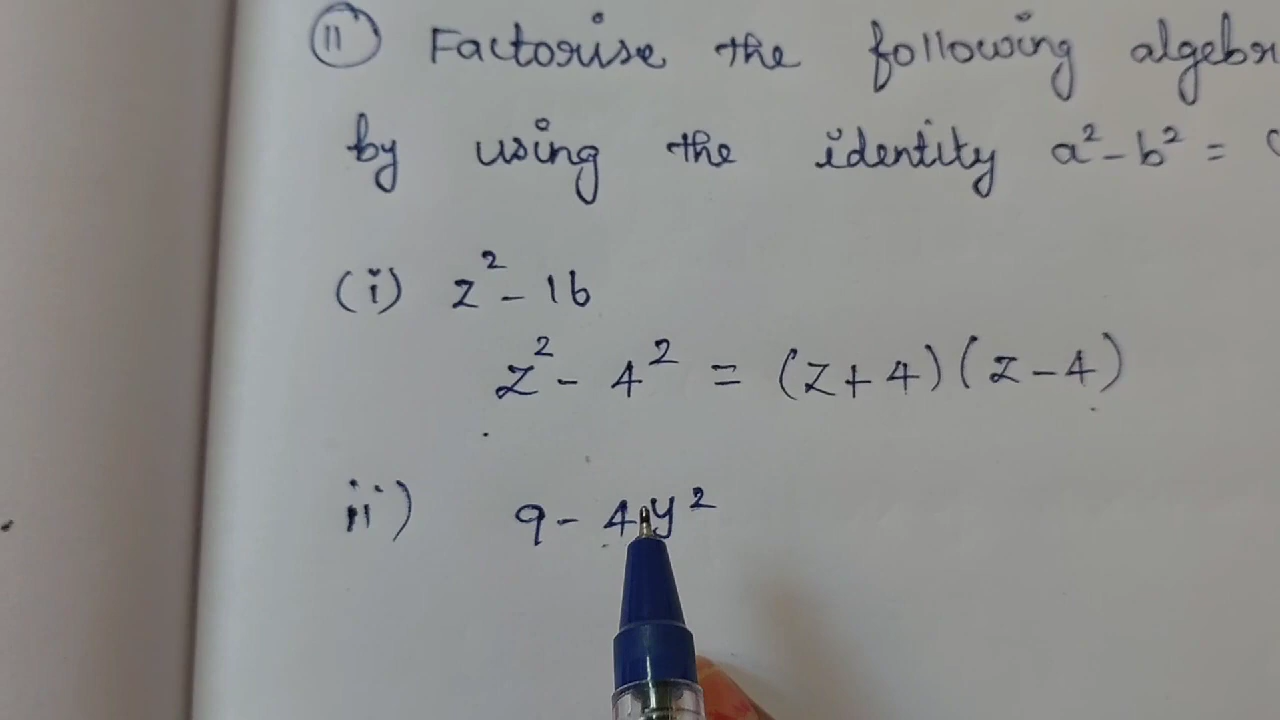 (11) Factorise the following algebr
by using the identity a² - b² = (
(i) z² - 16
z² - 4² = (z + 4) (z - 4)
ii) 9 - 4y²